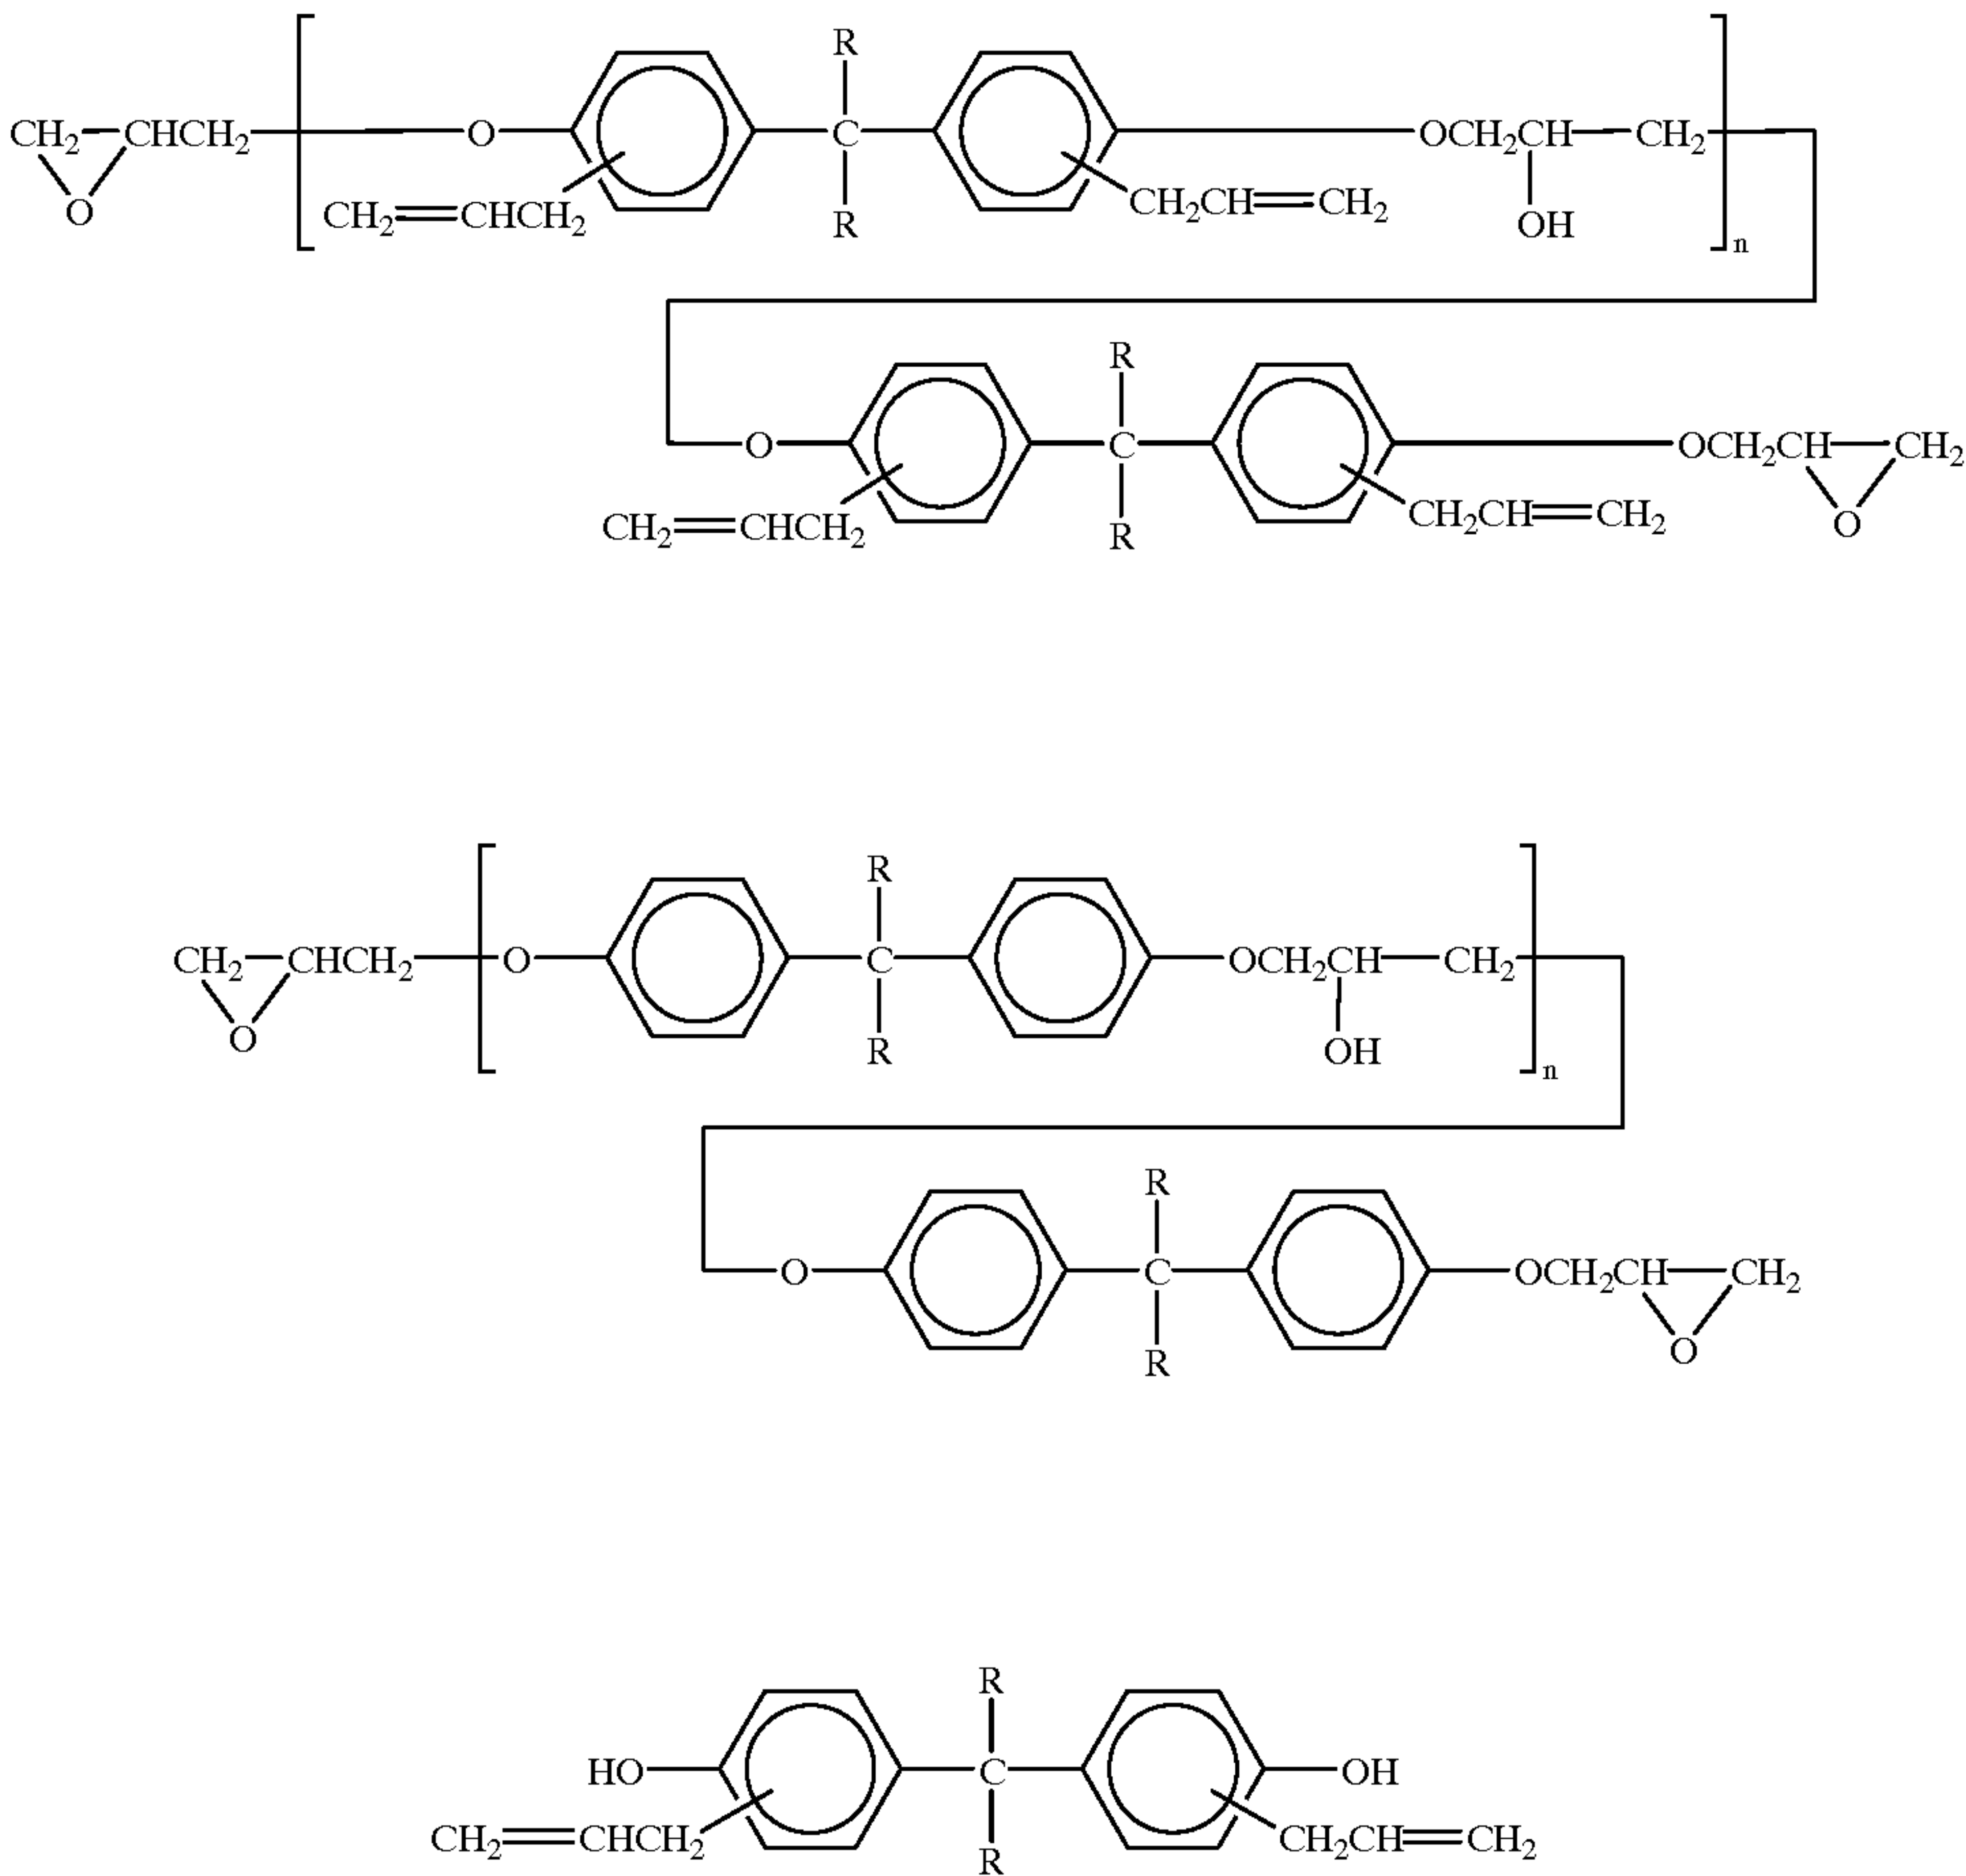 R
CH2 CHCH2 O C OCH2CH CH2
O CH2 CHCH2 R CH2CH CH2 OH n
R
O C OCH2CH CH2
CH2 CHCH2 R CH2CH CH2 O
R
CH2 CHCH2 O C OCH2CH CH2
O R OH n
R
O C OCH2CH CH2
R O
R
HO C OH
CH2 CHCH2 R CH2CH CH2